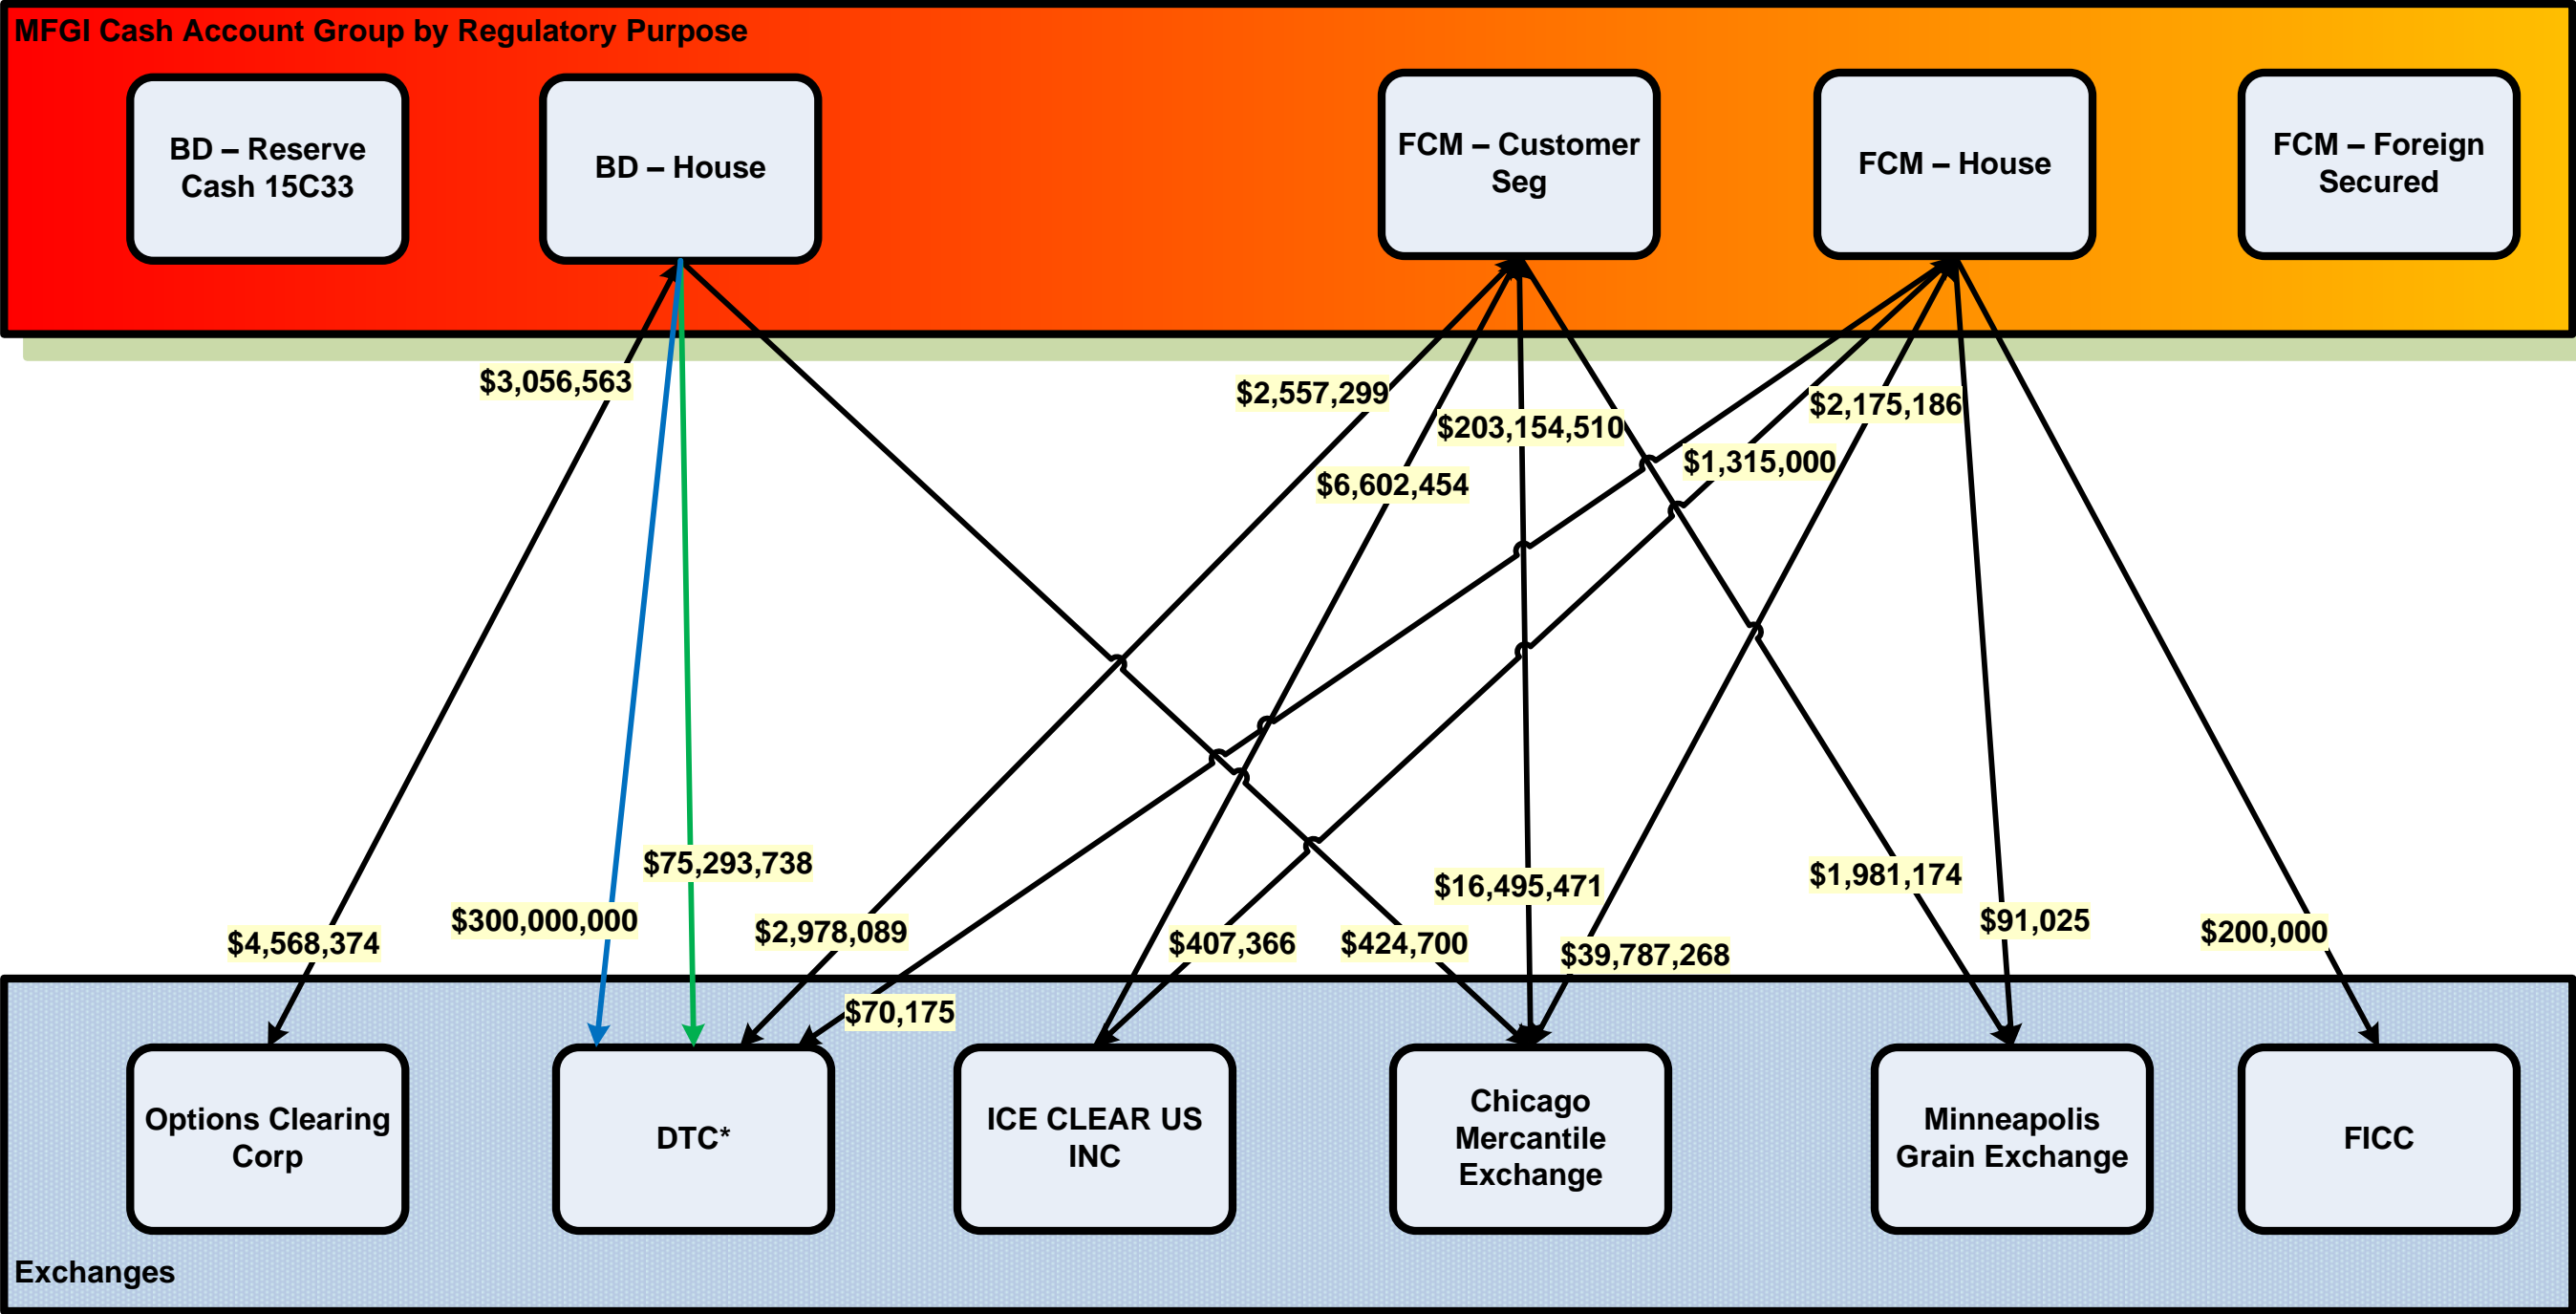 MFGI Cash Account Group by Regulatory Purpose
BD – Reserve
Cash 15C33
BD – House
FCM – Customer
Seg
FCM – House
FCM – Foreign
Secured
$3,056,563
$2,557,299
$203,154,510
$6,602,454
$2,175,186
$1,315,000
$75,293,738
$300,000,000
$4,568,374
$2,978,089
$70,175
$407,366
$424,700
$16,495,471
$39,787,268
$1,981,174
$91,025
$200,000
Options Clearing
Corp
DTC*
ICE CLEAR US
INC
Chicago
Mercantile
Exchange
Minneapolis
Grain Exchange
FICC
Exchanges